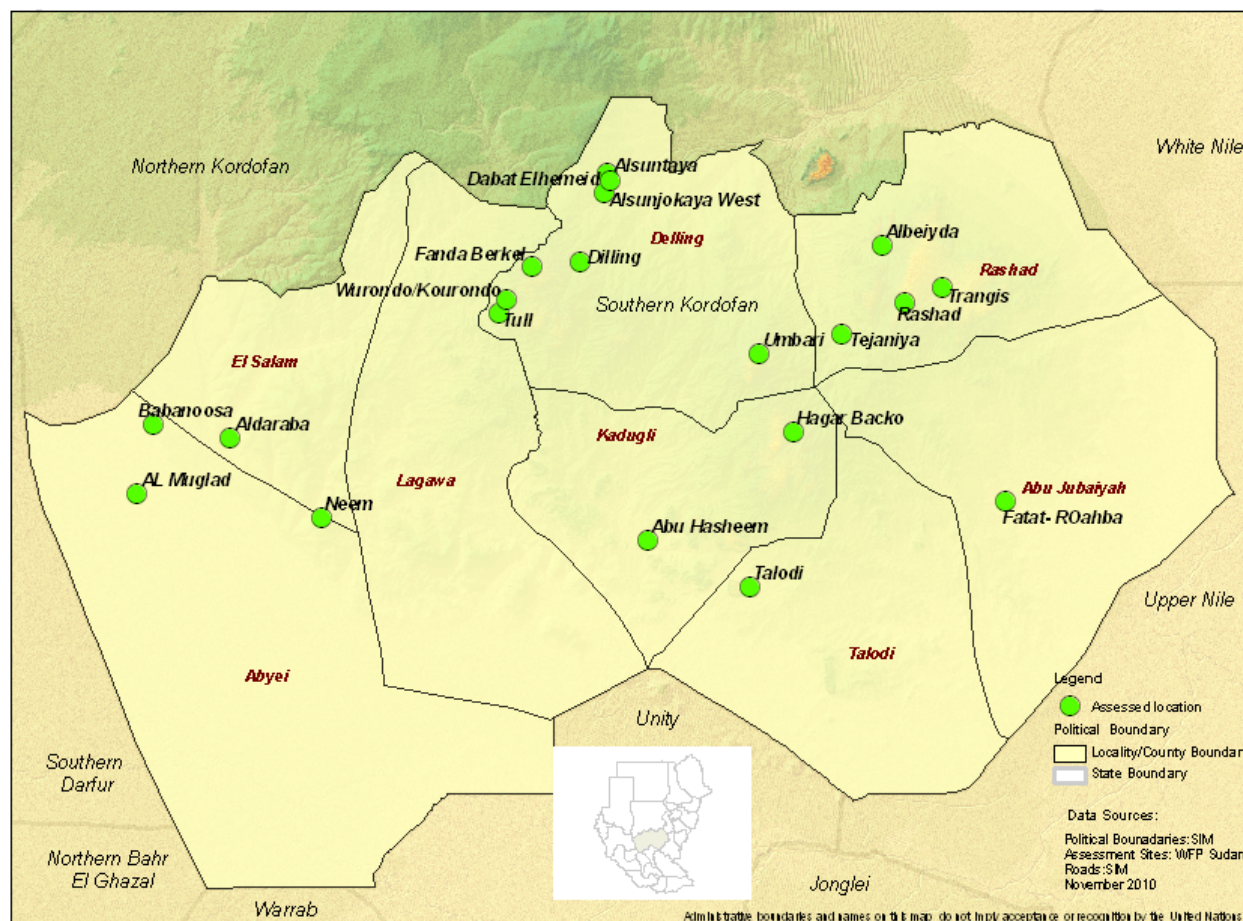 Northern Kordofan
White Nile
Alsuntaya
Dabat Elhemeid
Alsunjokaya West
Delling
Albeiyda
Fanda Berkel
Dilling
Rashad
Trangis
Wurondo/Kourondo
Southern Kordofan
Rashad
Tull
Umbari
Tejaniya
El Salam
Babanoosa
Aldaraba
Kadugli
Hagar Backo
AL Muglad
Lagawa
Neem
Abu Jubaiyah
Fatat- ROahba
Abu Hasheem
Talodi
Upper Nile
Abyei
Talodi
Unity
Southern
Darfur
Legend
Assessed location
Political Boundary
Locality/County Boundar
State Boundary
Data Sources:
Political Bounadaries:SIM
Assessment Sites: WFP Sudan
Roads:SIM
November 2010
Northern Bahr
El Ghazal
Jonglei
Warrab
Administrative boundaries and names on this map do not imply acceptance or recognition by the United Nations